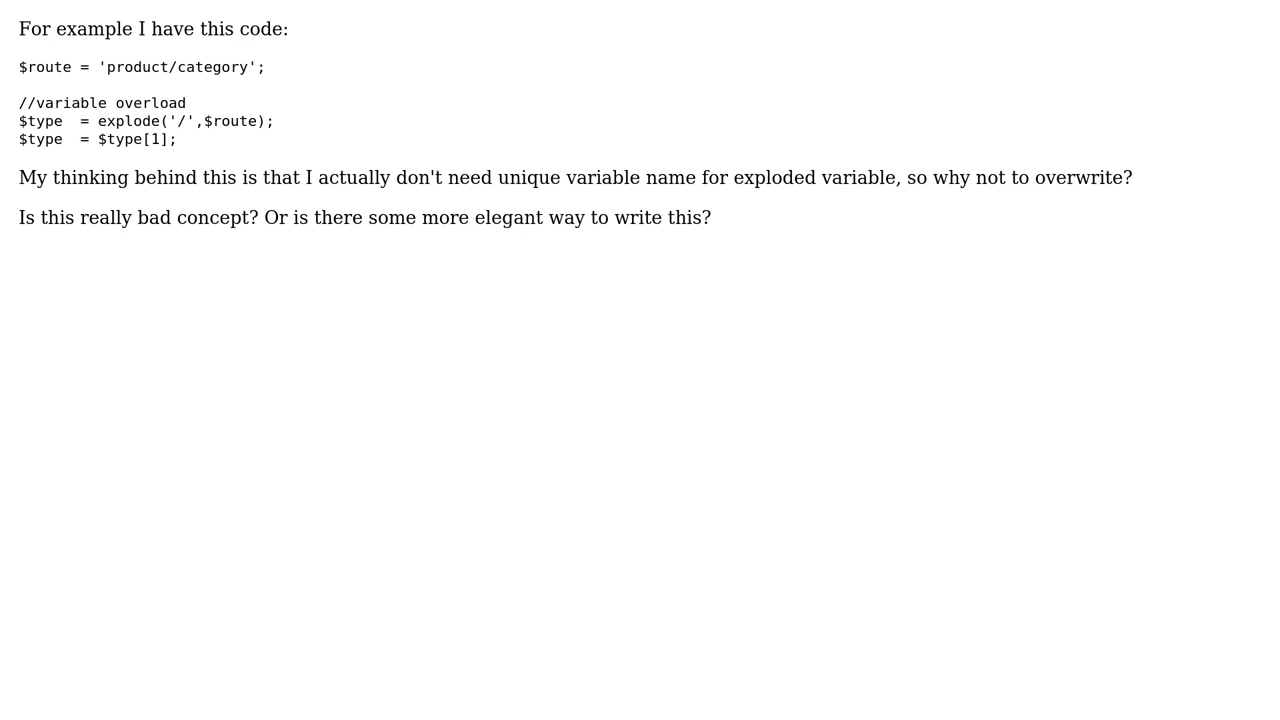 For example I have this code:
$route = 'product/category';
//variable overload
$type  = explode('/',$route);
$type  = $type[1];
My thinking behind this is that I actually don't need unique variable name for exploded variable, so why not to overwrite?
Is this really bad concept? Or is there some more elegant way to write this?